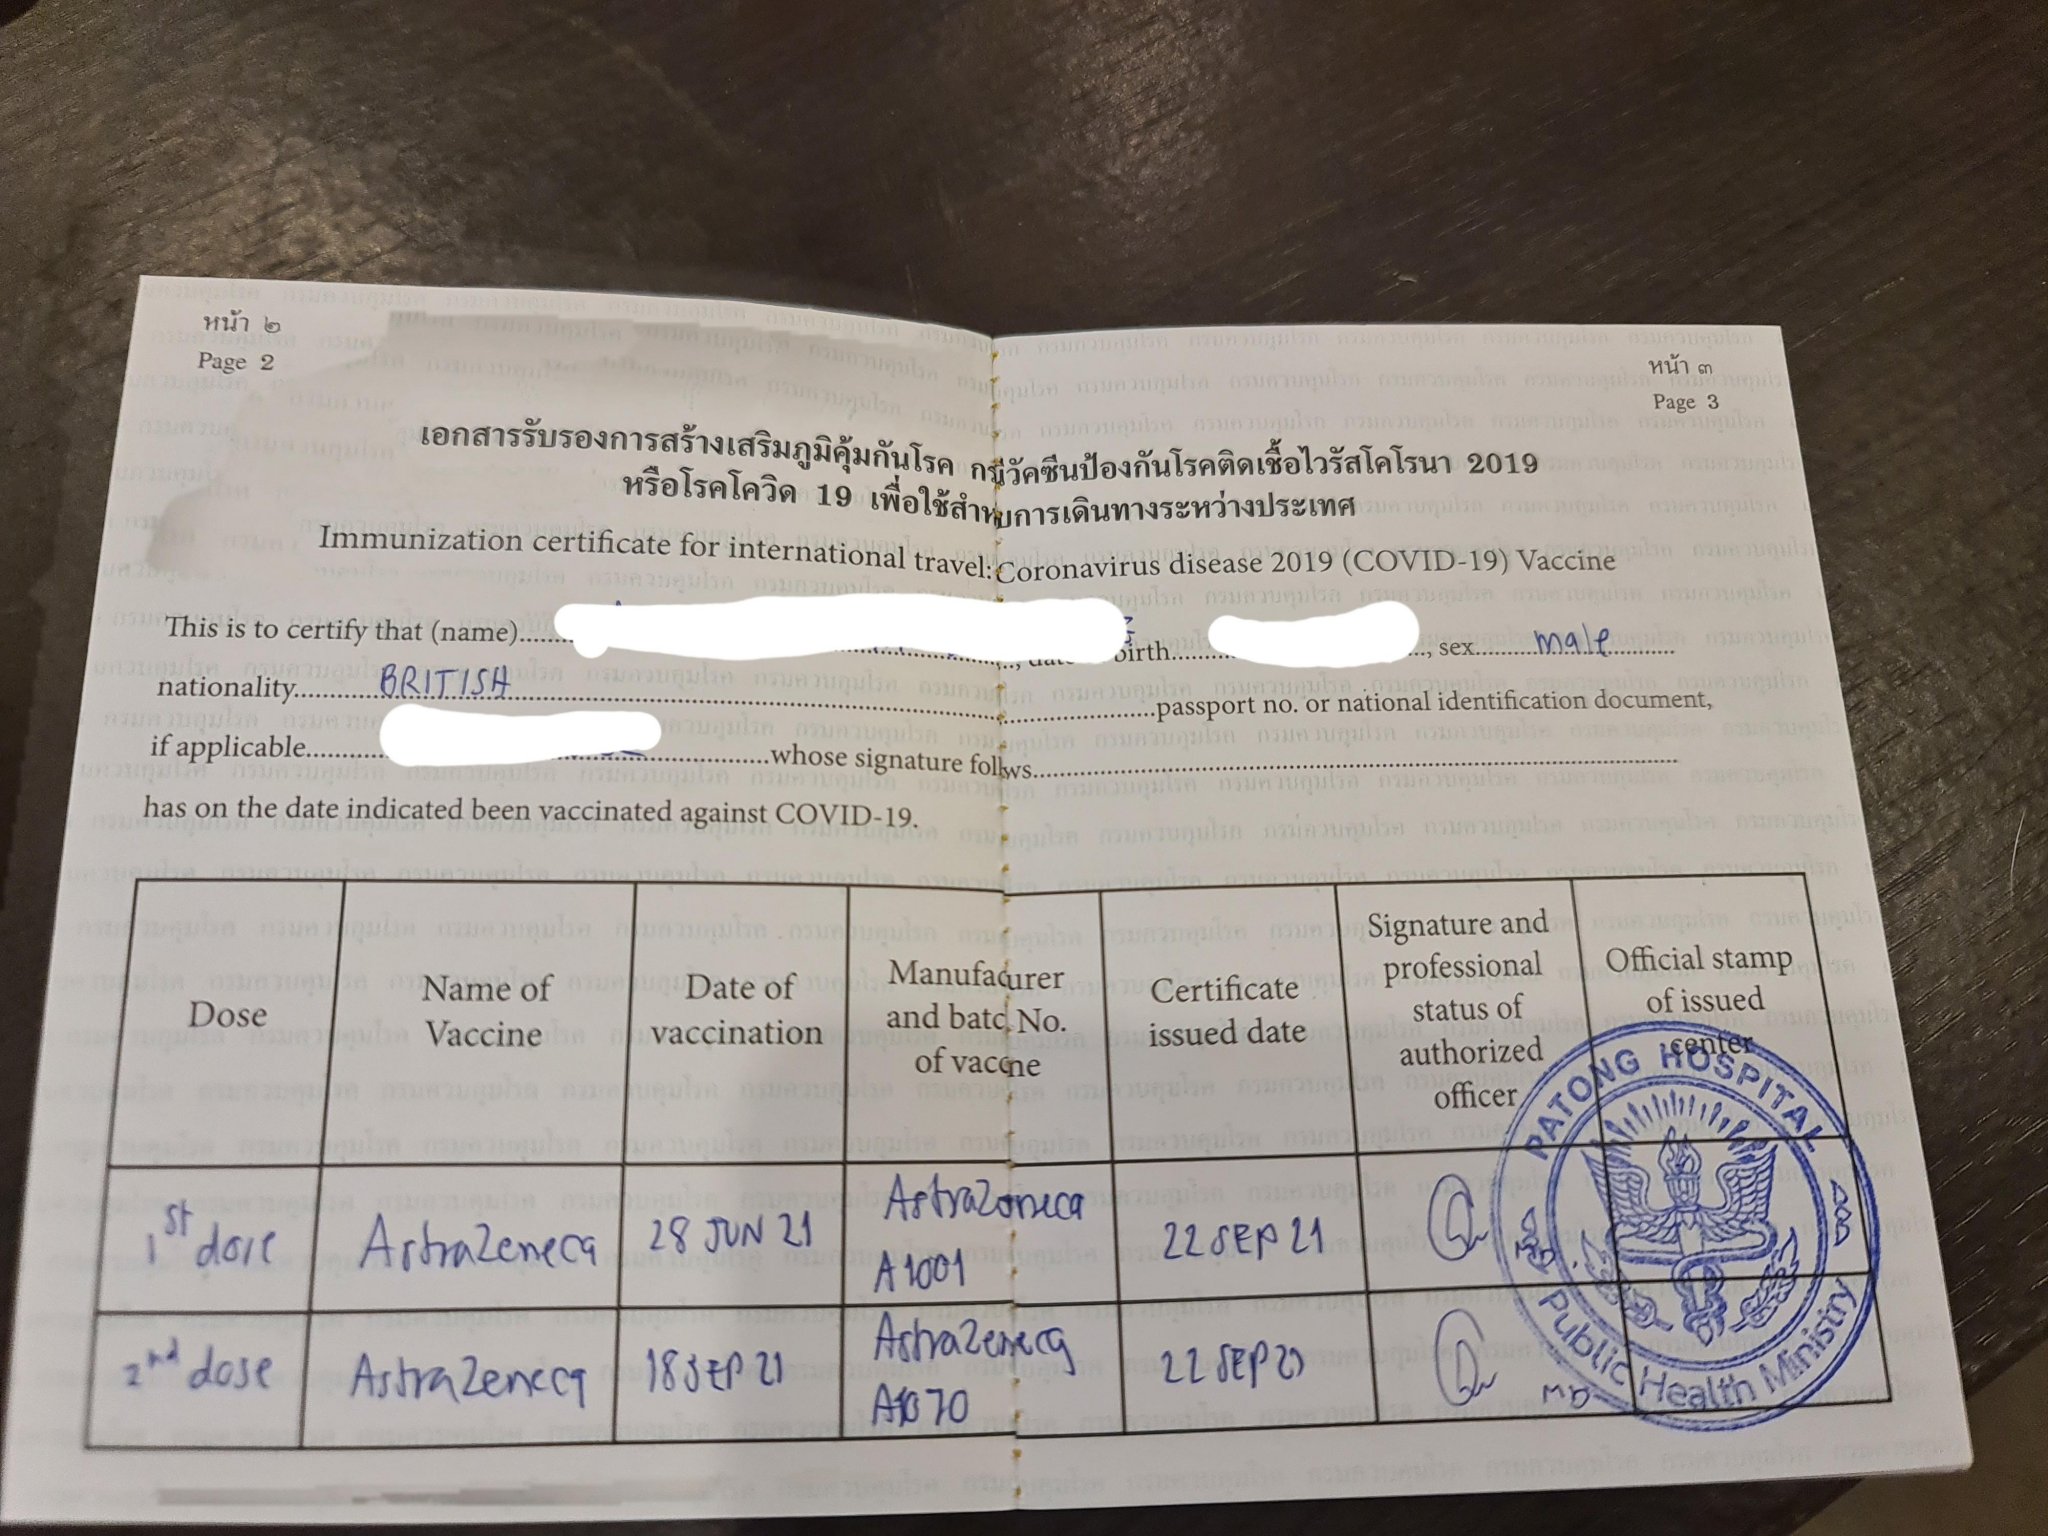 หน้า ๒
Page 2
หน้า ๓
Page 3
เอกสารรับรองการสร้างเสริมภูมิคุ้มกันโรค กรณีวัคซีนป้องกันโรคติดเชื้อไวรัสโคโรนา 2019
หรือโรคโควิด 19 เพื่อใช้สำหบการเดินทางระหว่างประเทศ
Immunization certificate for international travel: Coronavirus disease 2019 (COVID-19) Vaccine
This is to certify that (name) birth, sex male
nationality BRITISH passport no. or national identification document,
if applicable whose signature follws
has on the date indicated been vaccinated against COVID-19.
Dose
Name of
Vaccine
Date of
vaccination
Manufacurer
and batc No.
of vaccne
Certificate
issued date
Signature and
professional
status of
authorized
officer
Official stamp
of issued
center
1st dose AstraZeneca 28 JUN 21 AstraZeneca A1001 22 SEP 21
2nd dose AstraZeneca 18 SEP 21 AstraZeneca 22 SEP 21 MD
PATONG HOSPITAL
Public Health Ministry
กรมควบคุมโรค